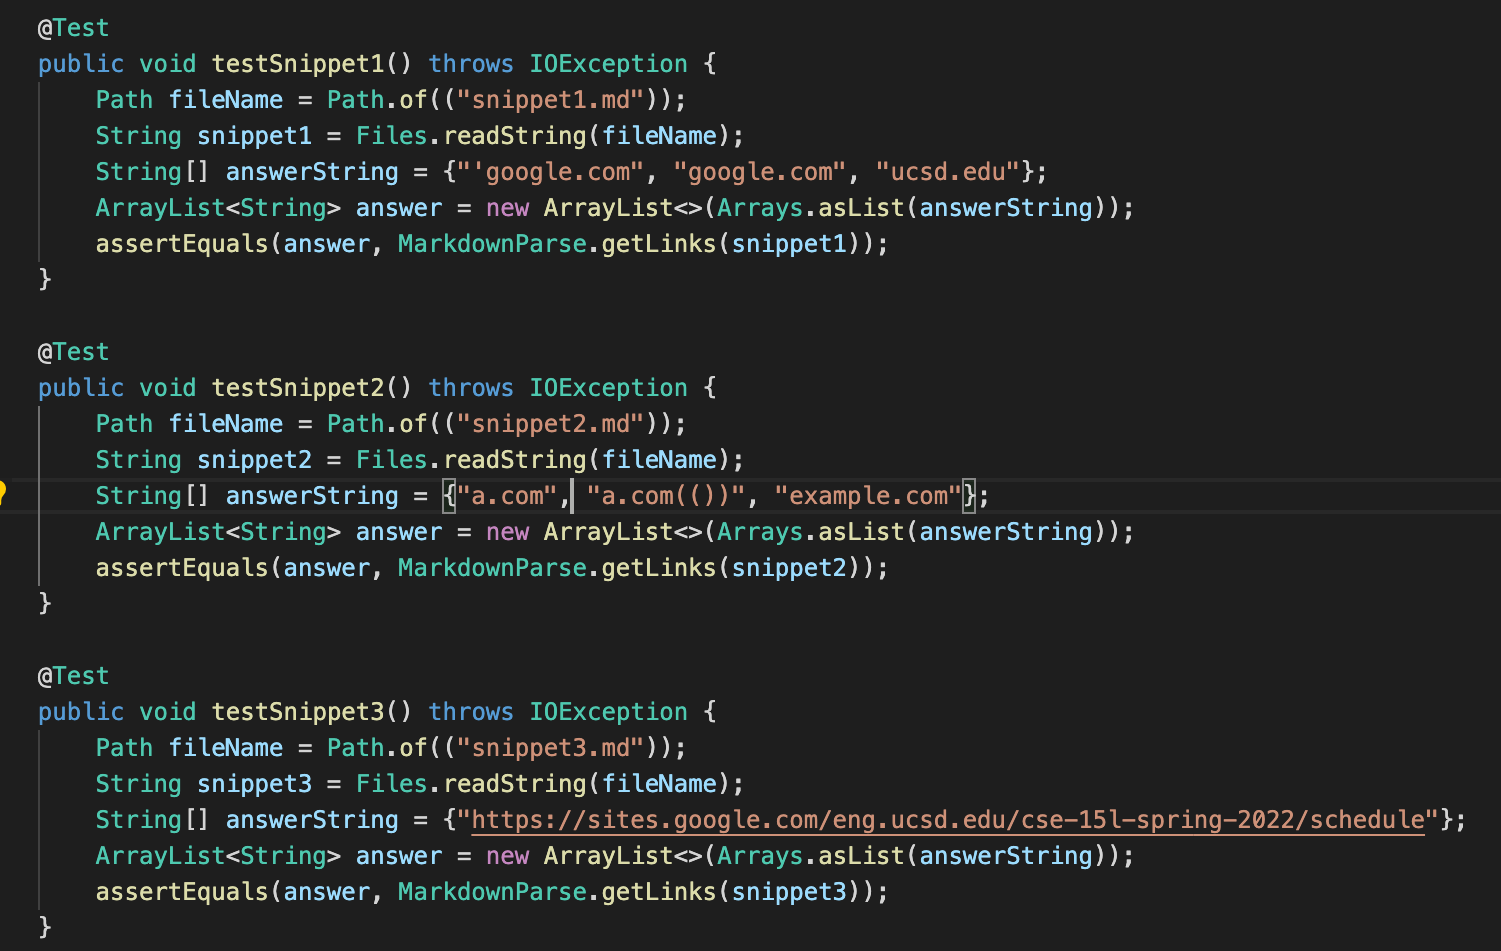 @Test
public void testSnippet1() throws IOException {
Path fileName = Path.of(("snippet1.md"));
String snippet1 = Files.readString(fileName);
String[] answerString = {"'google.com", "google.com", "ucsd.edu"};
ArrayList<String> answer = new ArrayList<>(Arrays.asList(answerString));
assertEquals(answer, MarkdownParse.getLinks(snippet1));
}
@Test
public void testSnippet2() throws IOException {
Path fileName = Path.of(("snippet2.md"));
String snippet2 = Files.readString(fileName);
String[] answerString = {"a.com", "a.com(())", "example.com"};
ArrayList<String> answer = new ArrayList<>(Arrays.asList(answerString));
assertEquals(answer, MarkdownParse.getLinks(snippet2));
}
@Test
public void testSnippet3() throws IOException {
Path fileName = Path.of(("snippet3.md"));
String snippet3 = Files.readString(fileName);
String[] answerString = {"https://sites.google.com/eng.ucsd.edu/cse-15l-spring-2022/schedule"};
ArrayList<String> answer = new ArrayList<>(Arrays.asList(answerString));
assertEquals(answer, MarkdownParse.getLinks(snippet3));
}